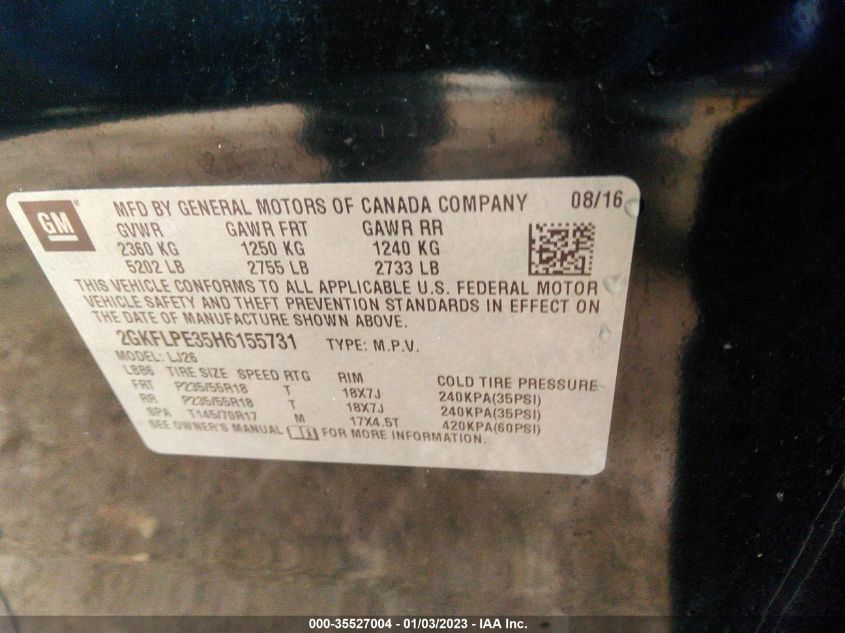 GM®
MFD BY GENERAL MOTORS OF CANADA COMPANY 08/16
GVWR GAWR FRT GAWR RR
2360 KG 1250 KG 1240 KG
5202 LB 2755 LB 2733 LB
THIS VEHICLE CONFORMS TO ALL APPLICABLE U.S. FEDERAL MOTOR
VEHICLE SAFETY AND THEFT PREVENTION STANDARDS IN EFFECT ON
THE DATE OF MANUFACTURE SHOWN ABOVE.
2GKFLPE35H6155731 TYPE: M.P.V.
MODEL: LJ26
LBB6 TIRE SIZE SPEED RTG RIM COLD TIRE PRESSURE
FRT P235/55R18 T 18X7J 240KPA(35PSI)
RR P235/55R18 T 18X7J 240KPA(35PSI)
SPA T145/70R17 M 17X4.5T 420KPA(60PSI)
SEE OWNER'S MANUAL FOR MORE INFORMATION.
000-35527004 — 01/03/2023 — IAA Inc.